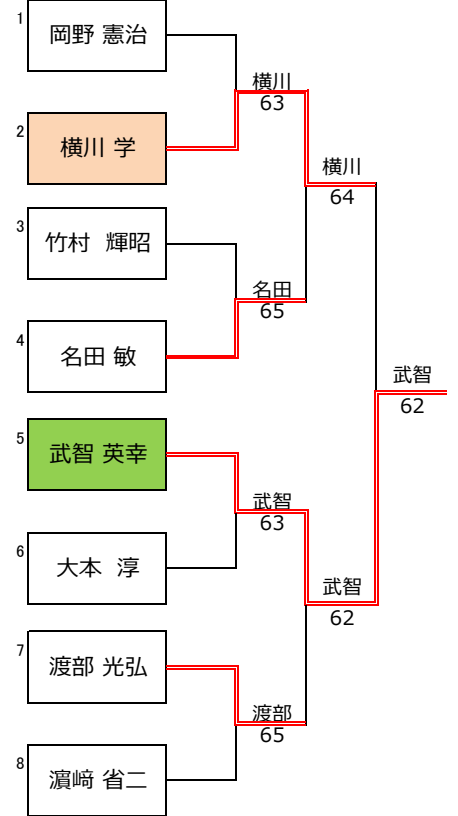 1
岡野 憲治
2
横川 学
3
竹村 輝昭
4
名田 敏
5
武智 英幸
6
大本 淳
7
渡部 光弘
8
濵﨑 省二
横川
63
名田
65
武智
63
渡部
65
横川
64
武智
62
武智
62